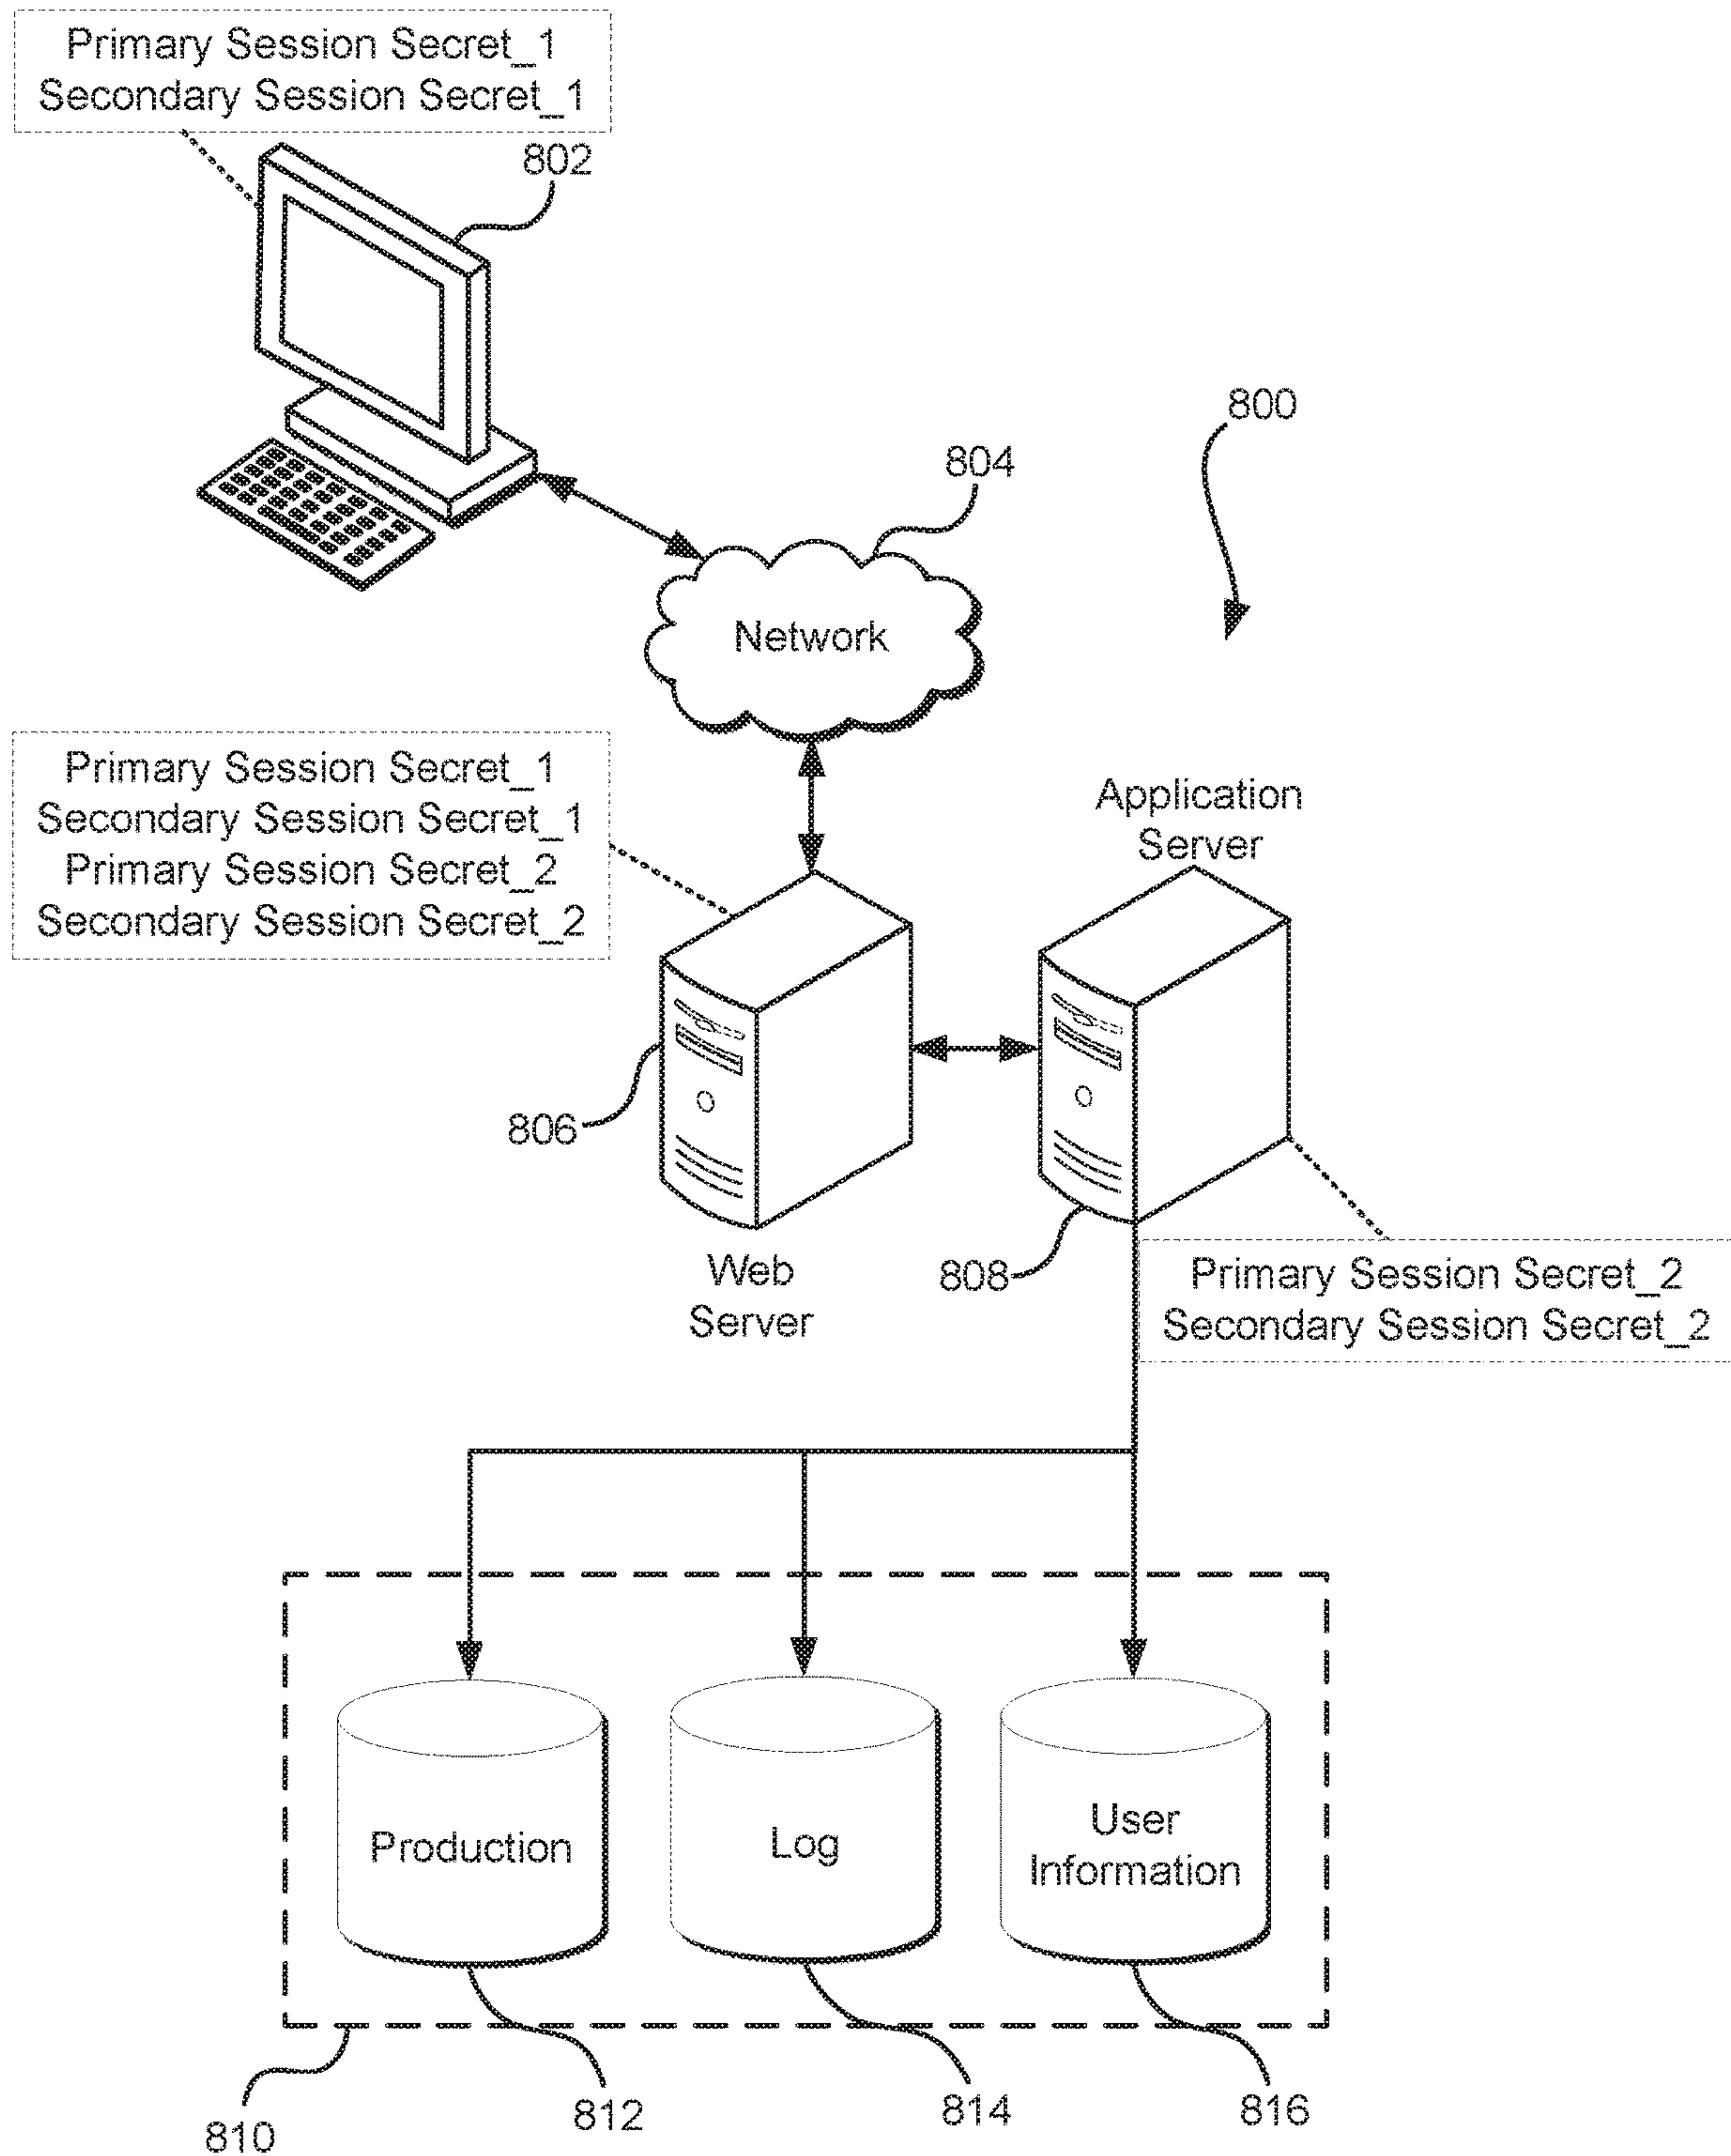 Primary Session Secret_1
Secondary Session Secret_1
802
800
804
Network
Primary Session Secret_1
Secondary Session Secret_1
Primary Session Secret_2
Secondary Session Secret_2
Application
Server
806
Web
Server
808
Primary Session Secret_2
Secondary Session Secret_2
Production
Log
User
Information
810
812
814
816